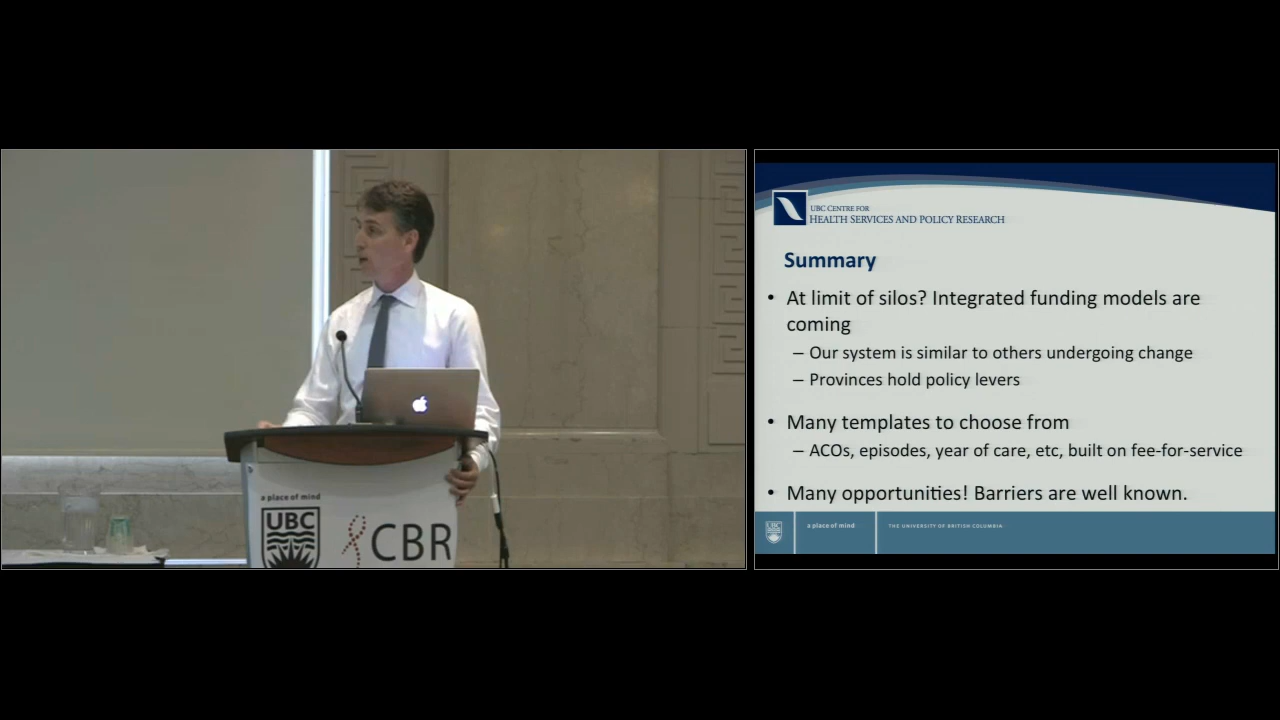 a place of mind
UBC
CBR
UBC CENTRE FOR
HEALTH SERVICES AND POLICY RESEARCH
Summary
• At limit of silos? Integrated funding models are
coming
– Our system is similar to others undergoing change
– Provinces hold policy levers
• Many templates to choose from
– ACOs, episodes, year of care, etc, built on fee-for-service
• Many opportunities! Barriers are well known.
UBC
a place of mind
THE UNIVERSITY OF BRITISH COLUMBIA